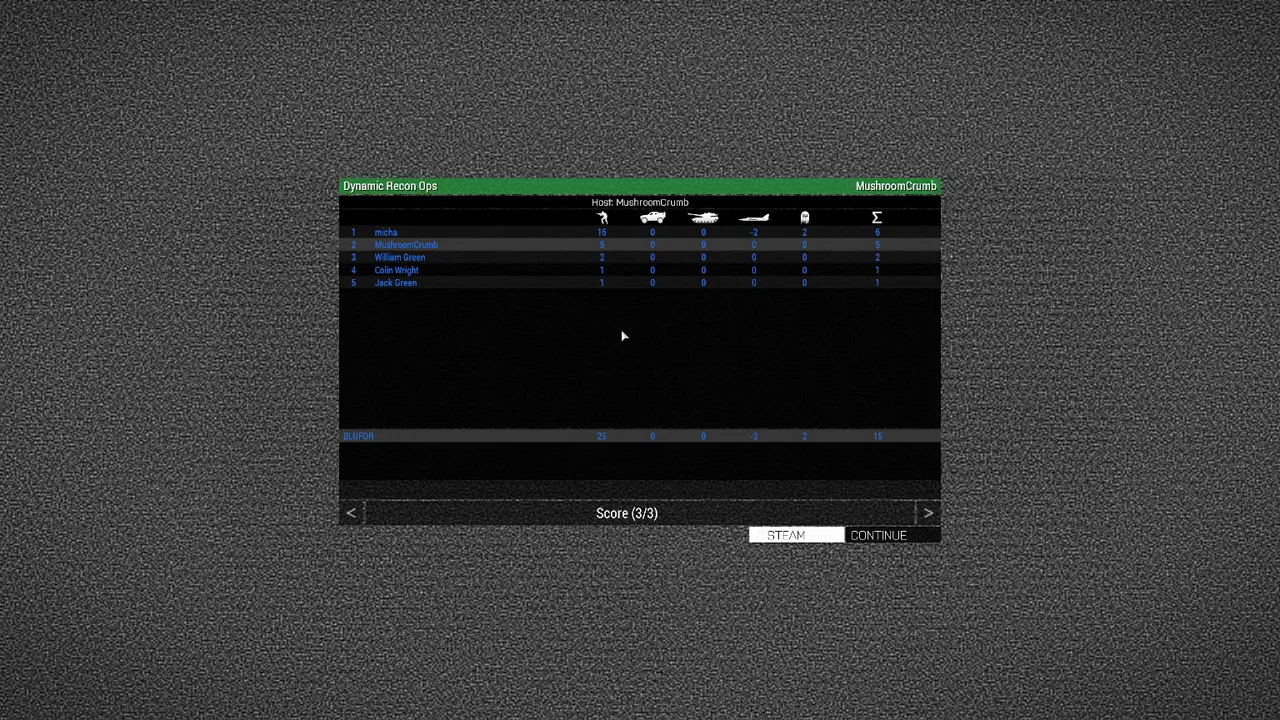 Dynamic Recon Ops MushroomCrumb
Host: MushroomCrumb
Σ
1 micha 16 0 0 -2 2 6
2 MushroomCrumb 5 0 0 0 0 5
3 William Green 2 0 0 0 0 2
4 Colin Wright 1 0 0 0 0 1
5 Jack Green 1 0 0 0 0 1
BLUFOR 25 0 0 -2 2 15
< Score (3/3) >
STEAM CONTINUE